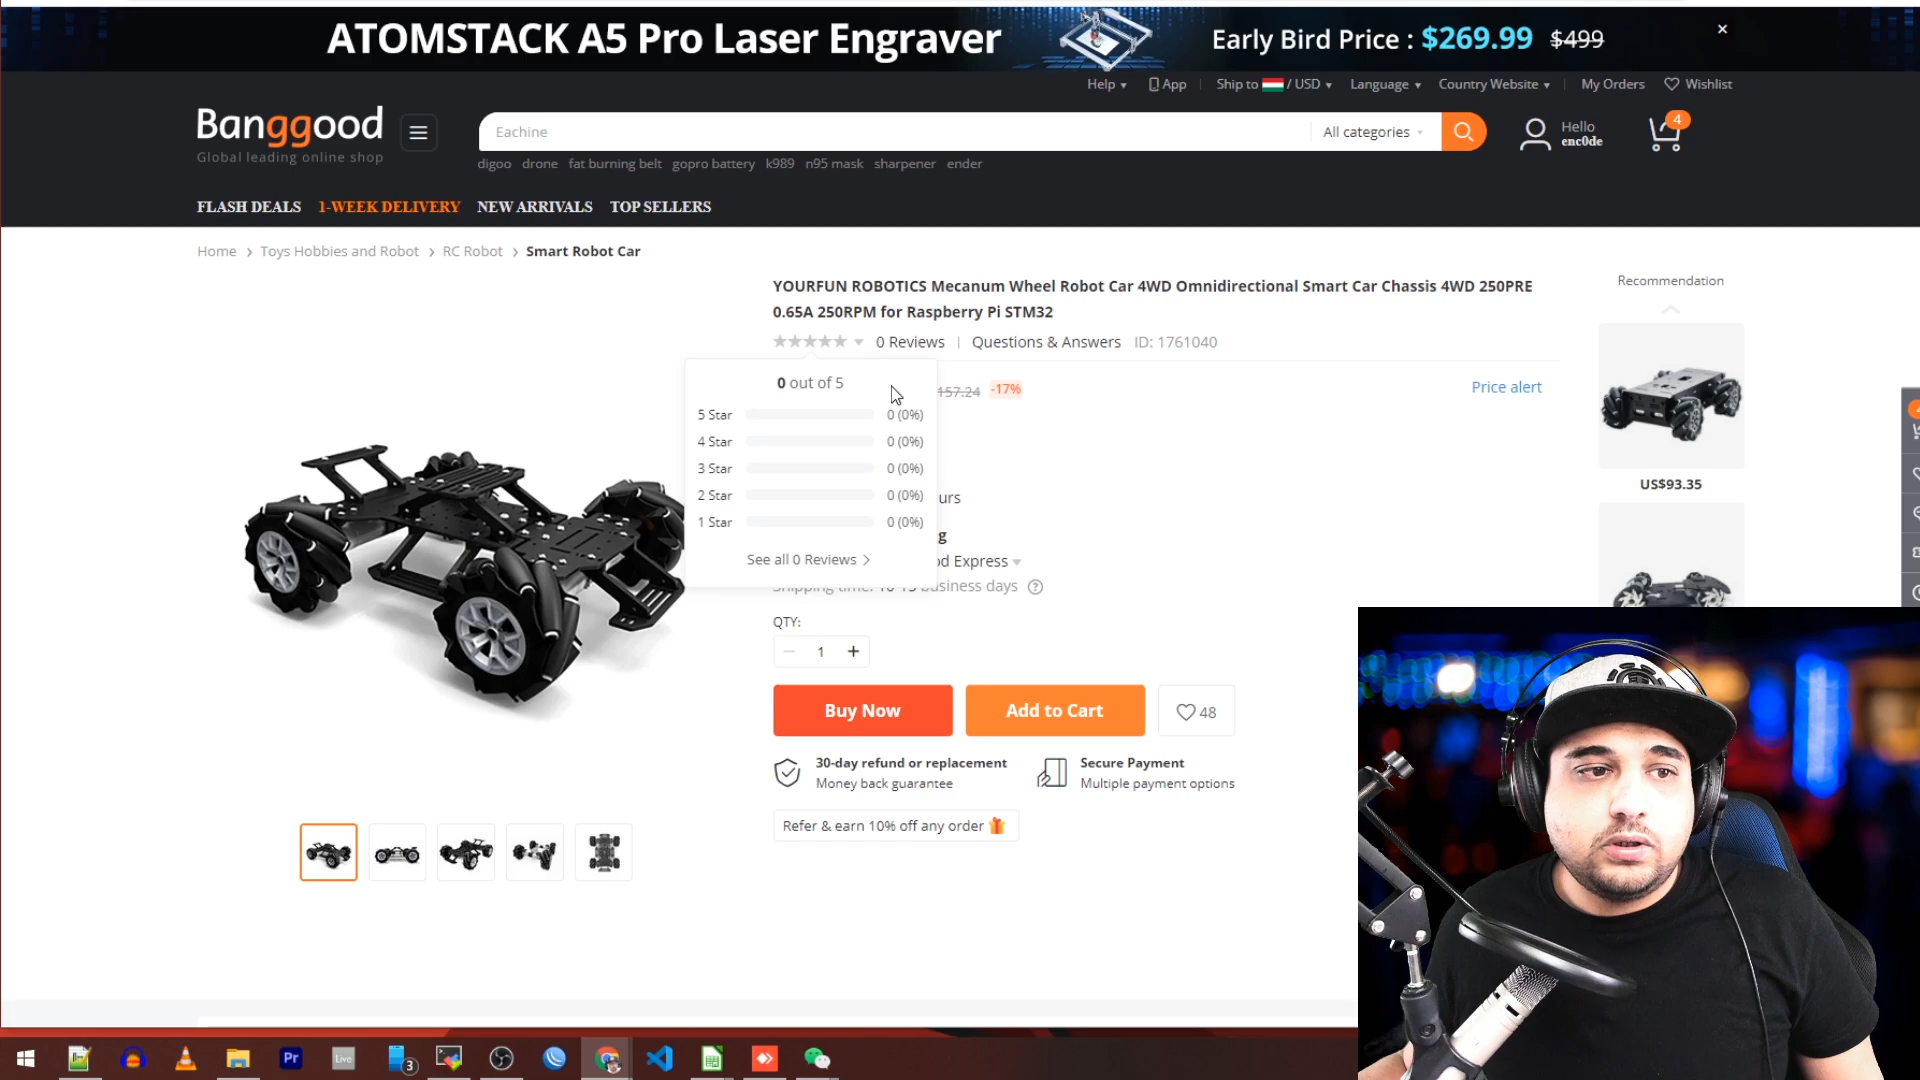 ATOMSTACK A5 Pro Laser Engraver
Early Bird Price : $269.99 $499
Help
App
Ship to / USD
Language
Country Website
My Orders
Wishlist
Banggood
Global leading online shop
Eachine
All categories
Hello
enc0de
4
digoo drone fat burning belt gopro battery k989 n95 mask sharpener ender
FLASH DEALS 1-WEEK DELIVERY NEW ARRIVALS TOP SELLERS
Home > Toys Hobbies and Robot > RC Robot > Smart Robot Car
YOURFUN ROBOTICS Mecanum Wheel Robot Car 4WD Omnidirectional Smart Car Chassis 4WD 250PRE
0.65A 250RPM for Raspberry Pi STM32
0 Reviews | Questions & Answers ID: 1761040
0 out of 5
5 Star 0 (0%)
4 Star 0 (0%)
3 Star 0 (0%)
2 Star 0 (0%)
1 Star 0 (0%)
See all 0 Reviews >
157.24 -17%
Price alert
urs
g
od Express
business days
QTY:
1
Buy Now
Add to Cart
48
30-day refund or replacement
Money back guarantee
Secure Payment
Multiple payment options
Refer & earn 10% off any order
Recommendation
US$93.35
Pr
Live
3